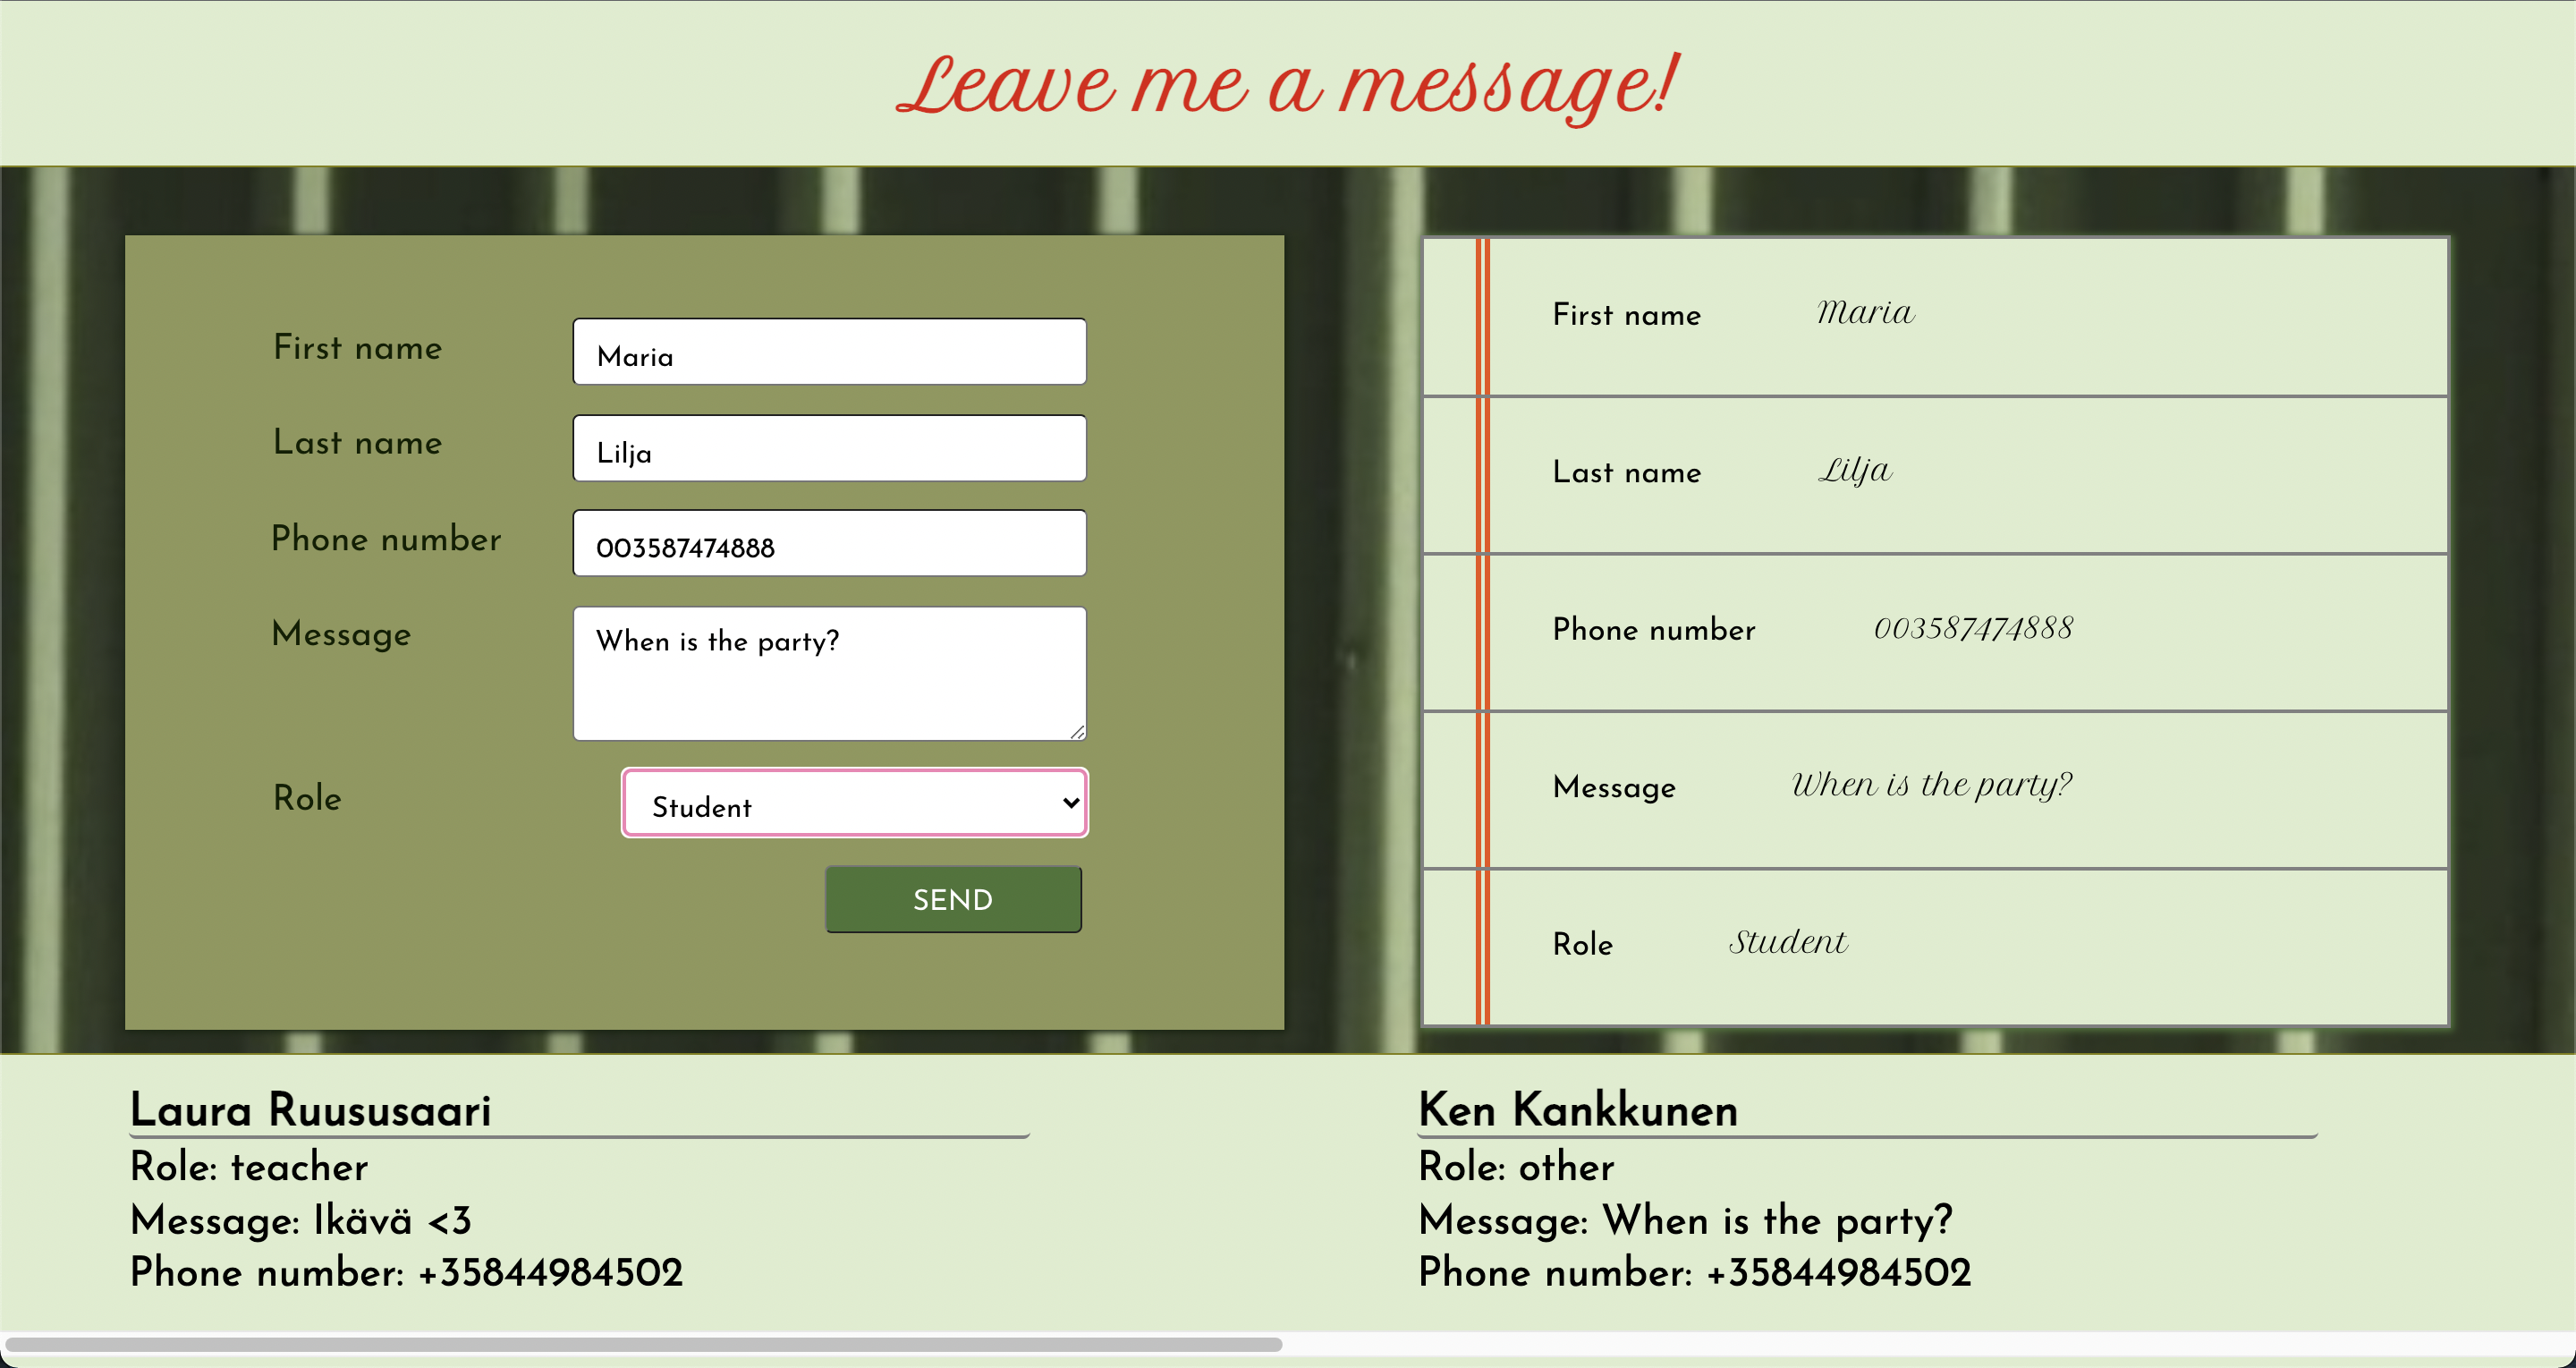 Leave me a message!
First name
Maria
Last name
Lilja
Phone number
003587474888
Message
When is the party?
Role
Student
SEND
First name Maria
Last name Lilja
Phone number 003587474888
Message When is the party?
Role Student
Laura Ruususaari
Role: teacher
Message: Ikävä <3
Phone number: +35844984502
Ken Kankkunen
Role: other
Message: When is the party?
Phone number: +35844984502